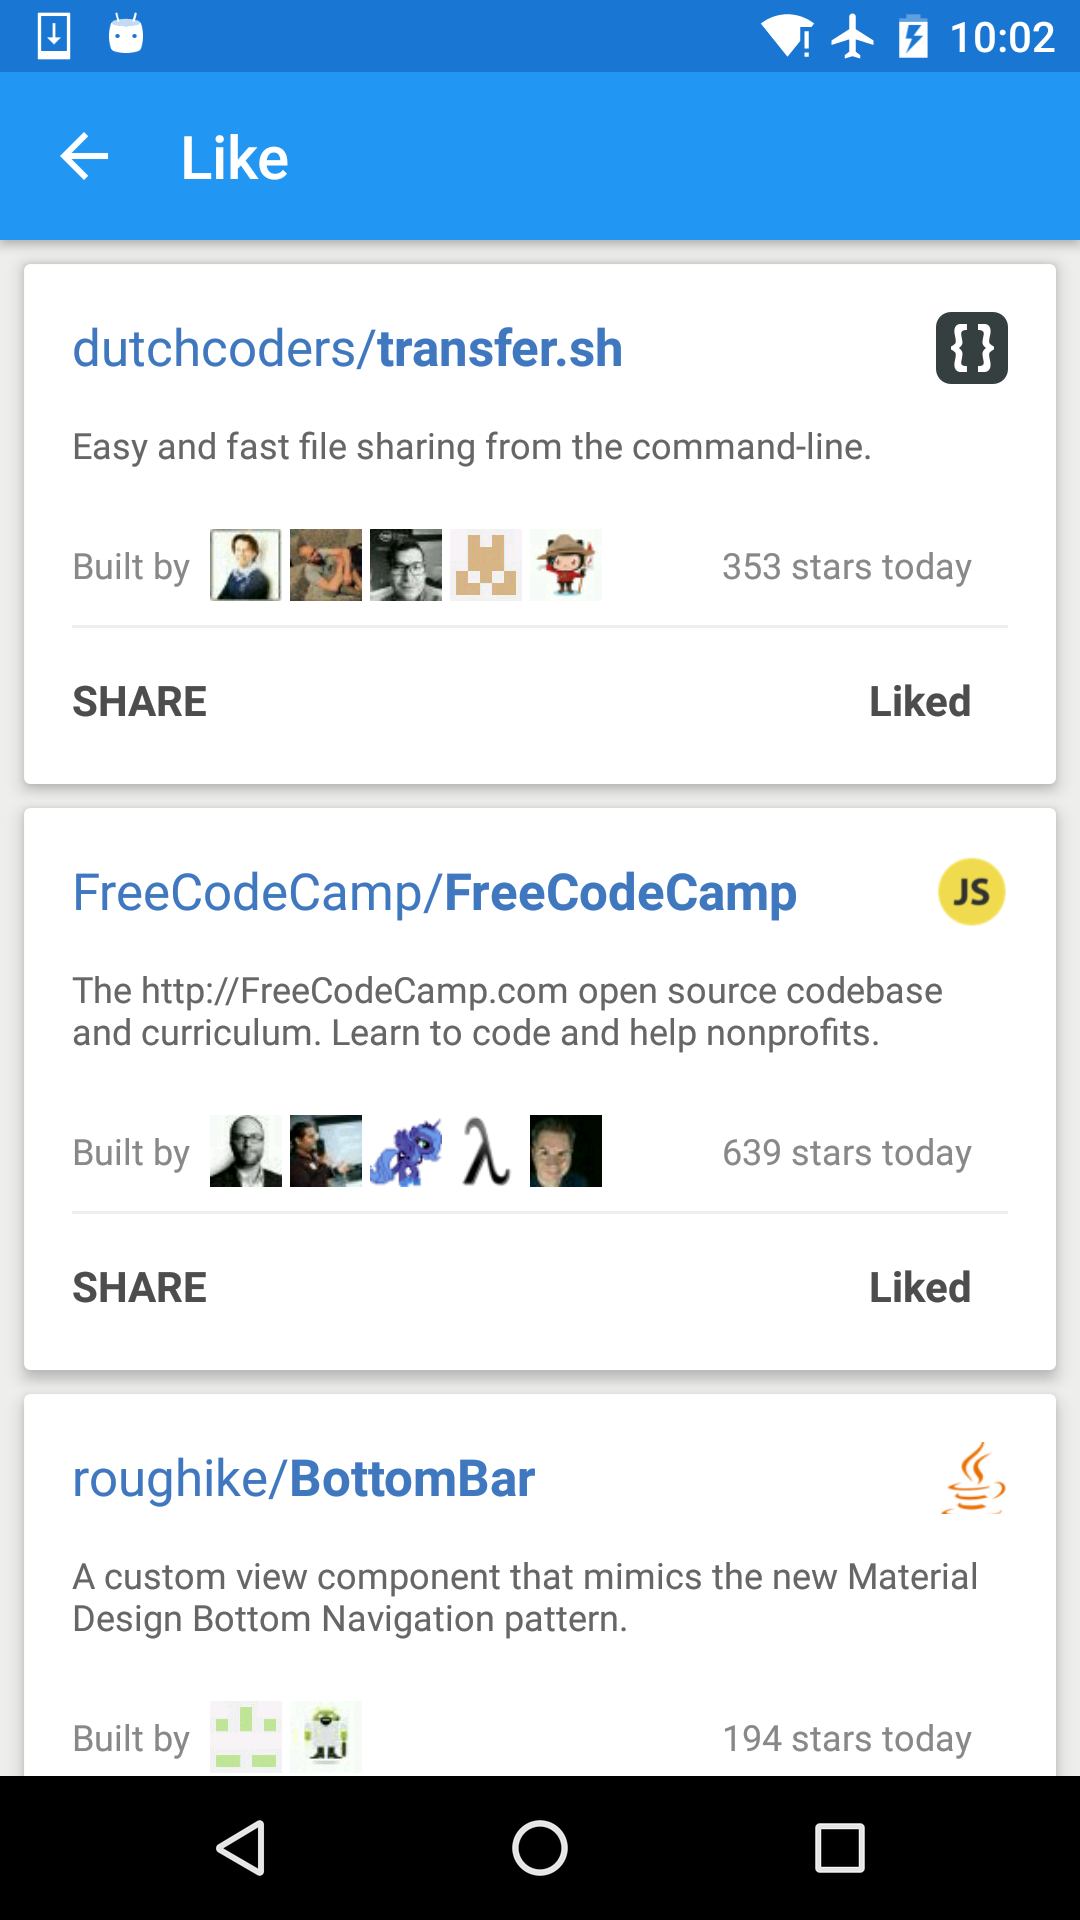 10:02
Like
dutchcoders/transfer.sh
{}
Easy and fast file sharing from the command-line.
Built by
353 stars today
SHARE
Liked
FreeCodeCamp/FreeCodeCamp
JS
The http://FreeCodeCamp.com open source codebase
and curriculum. Learn to code and help nonprofits.
Built by
λ
639 stars today
SHARE
Liked
roughike/BottomBar
A custom view component that mimics the new Material
Design Bottom Navigation pattern.
Built by
194 stars today